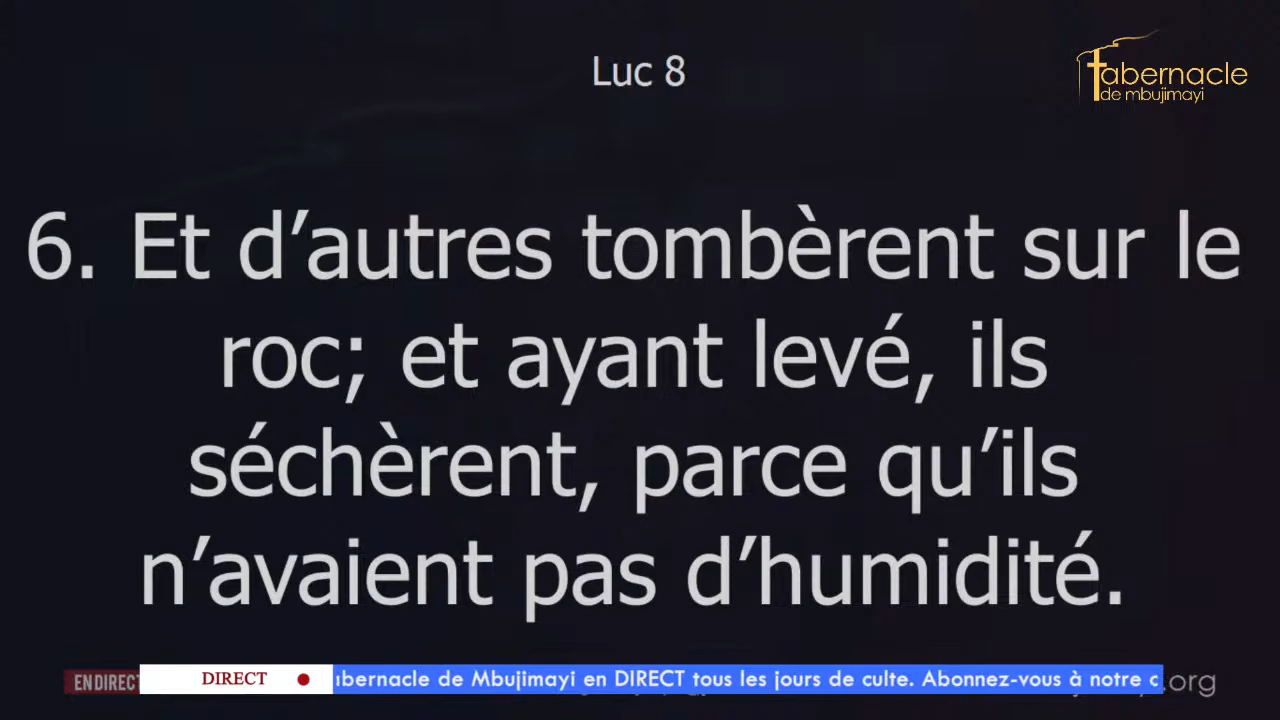 Luc 8
tabernacle
de mbujimayi
6. Et d’autres tombèrent sur le
roc; et ayant levé, ils
séchèrent, parce qu’ils
n’avaient pas d’humidité.
EN DIRECT
DIRECT
bernacle de Mbujimayi en DIRECT tous les jours de culte. Abonnez-vous à notre c
.org